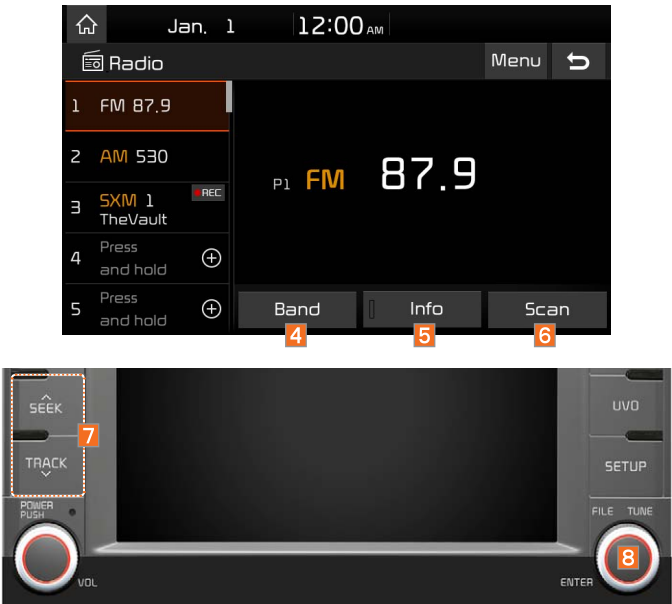 Jan. 1 12:00 AM
Radio Menu
1 FM 87.9
2 AM 530
3 SXM 1 REC
TheVault
4 Press
and hold
5 Press
and hold
P1 FM 87.9
Band Info Scan
4 5 6
SEEK
7
TRACK
POWER
PUSH
VOL
UVO
SETUP
FILE TUNE
8
ENTER